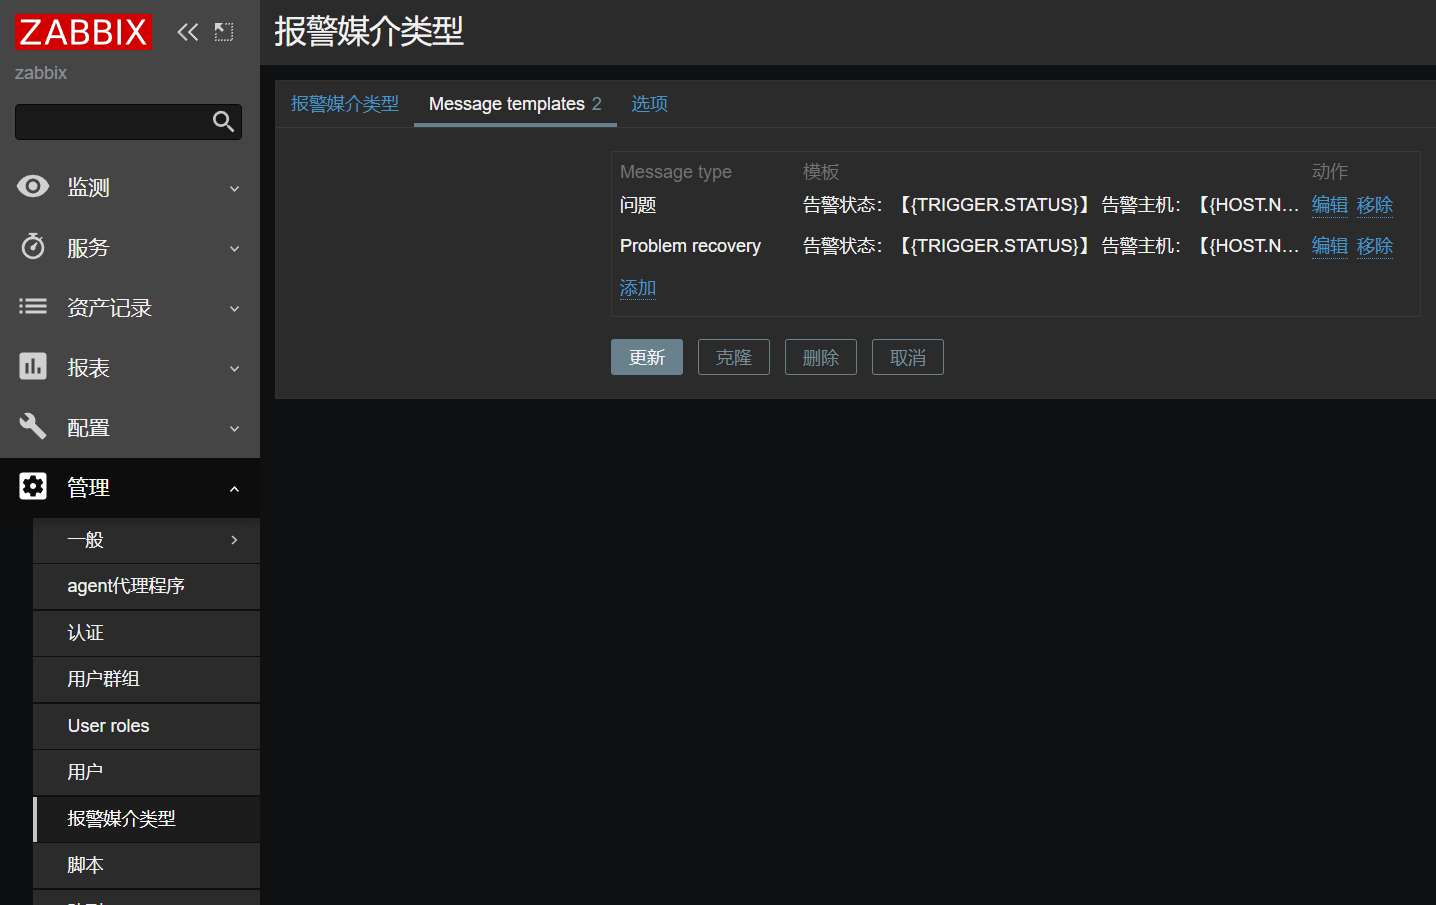 ZABBIX
zabbix
监测
服务
资产记录
报表
配置
管理
一般
agent代理程序
认证
用户群组
User roles
用户
报警媒介类型
脚本
报警媒介类型
报警媒介类型 Message templates 2 选项
Message type 模板 动作
问题 告警状态：【{TRIGGER.STATUS}】 告警主机：【{HOST.N... 编辑 移除
Problem recovery 告警状态：【{TRIGGER.STATUS}】 告警主机：【{HOST.N... 编辑 移除
添加
更新 克隆 删除 取消